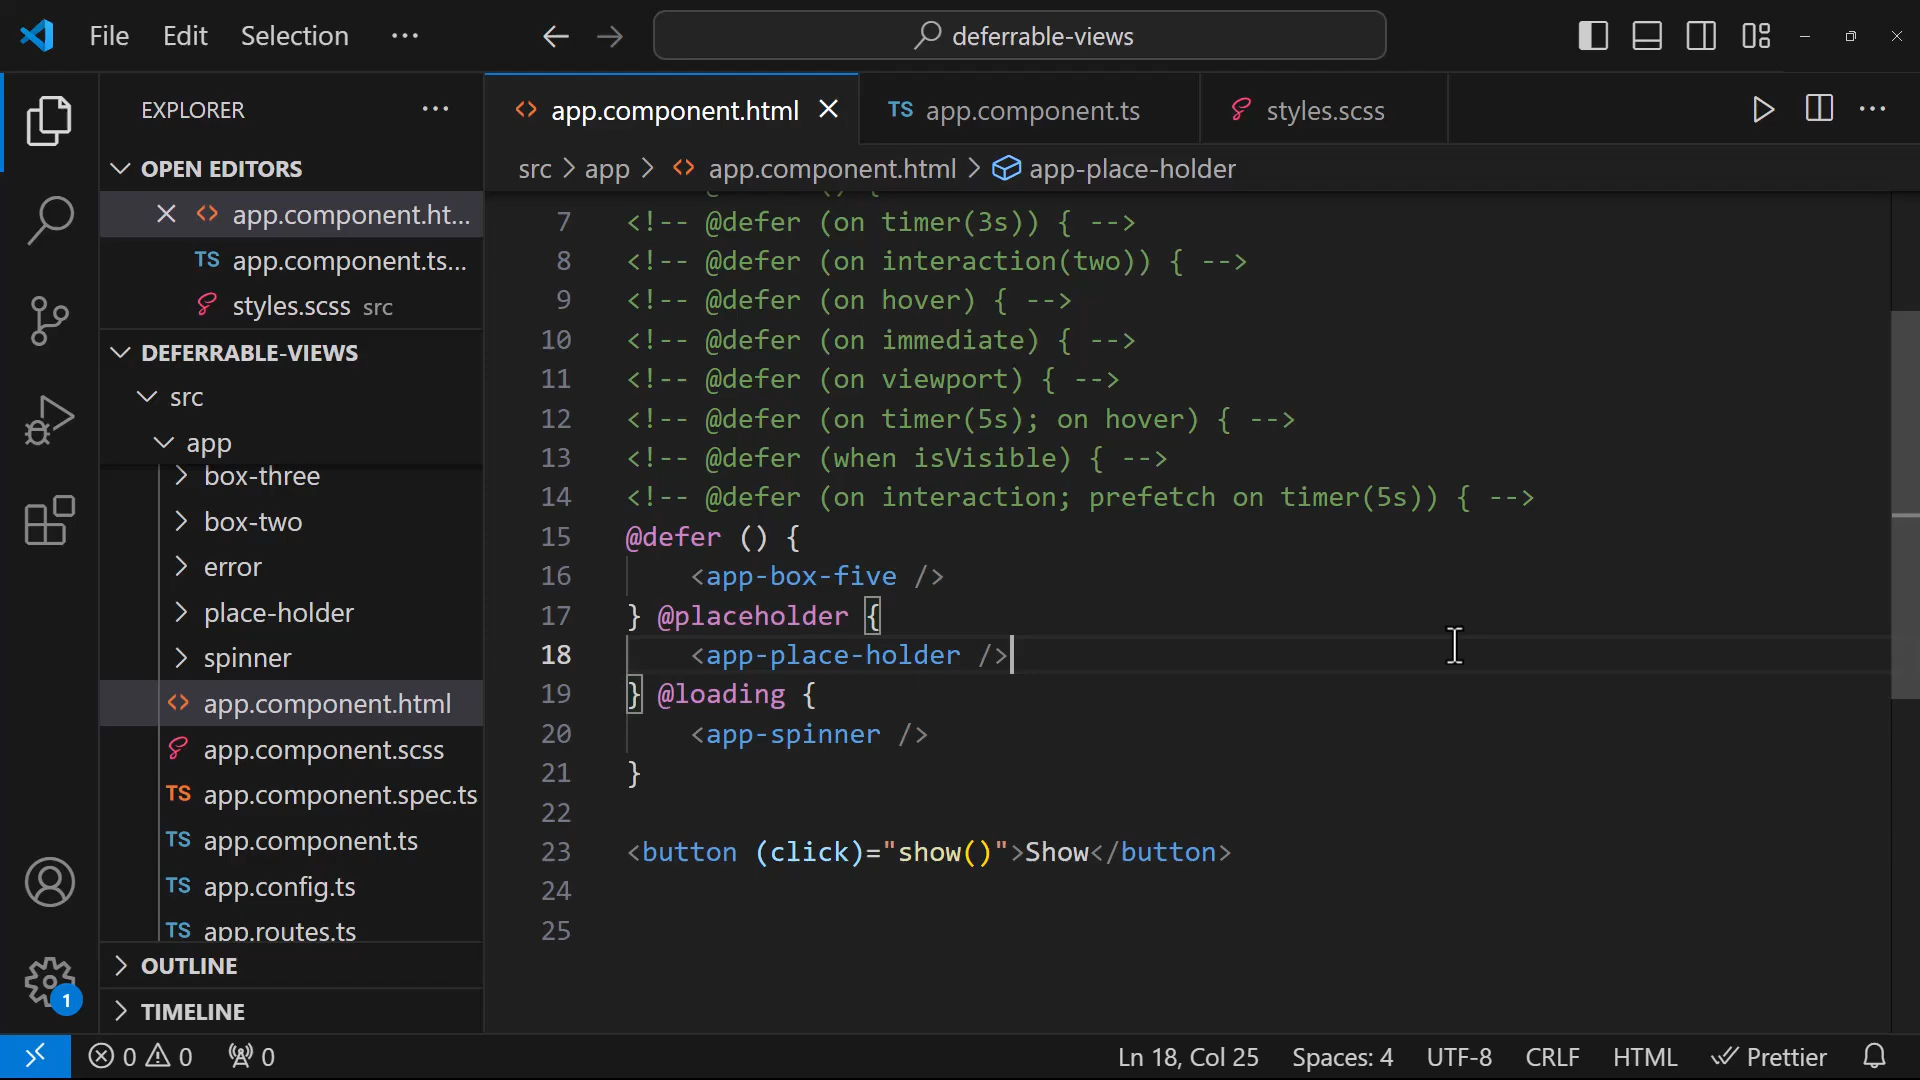 File Edit Selection ···
deferrable-views
EXPLORER ···
OPEN EDITORS
app.component.ht...
TS app.component.ts...
styles.scss src
DEFERRABLE-VIEWS
src
app
box-three
box-two
error
place-holder
spinner
app.component.html
app.component.scss
TS app.component.spec.ts
TS app.component.ts
TS app.config.ts
TS app.routes.ts
OUTLINE
TIMELINE
1
app.component.html
TS app.component.ts
styles.scss
src > app > app.component.html > app-place-holder
7 <!-- @defer (on timer(3s)) { -->
8 <!-- @defer (on interaction(two)) { -->
9 <!-- @defer (on hover) { -->
10 <!-- @defer (on immediate) { -->
11 <!-- @defer (on viewport) { -->
12 <!-- @defer (on timer(5s); on hover) { -->
13 <!-- @defer (when isVisible) { -->
14 <!-- @defer (on interaction; prefetch on timer(5s)) { -->
15 @defer () {
16 <app-box-five />
17 } @placeholder {
18 <app-place-holder />
19 } @loading {
20 <app-spinner />
21 }
22
23 <button (click)="show()">Show</button>
24
25
0 0 0 Ln 18, Col 25 Spaces: 4 UTF-8 CRLF HTML Prettier